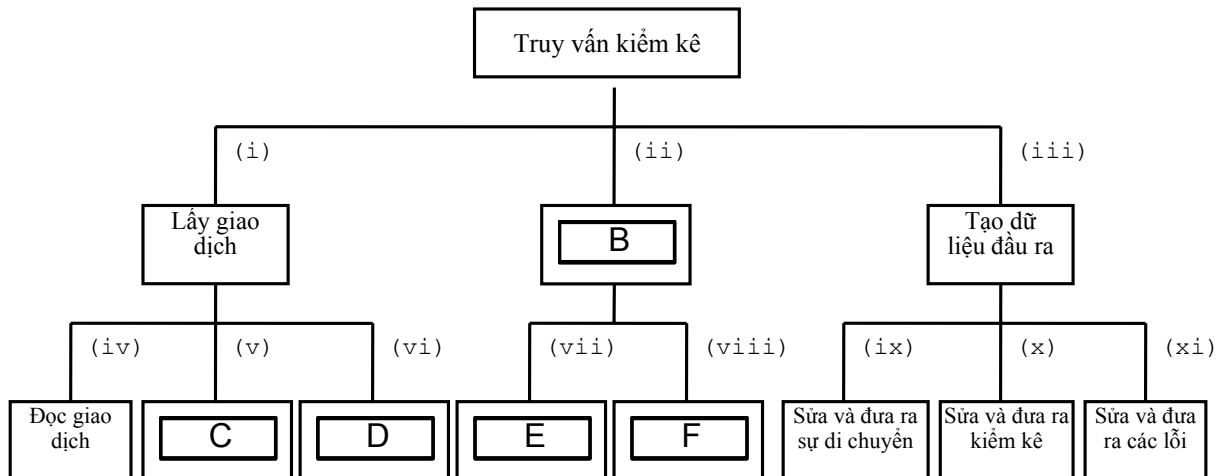 Truy vấn kiểm kê
(i)
(ii)
(iii)
Lấy giao
dịch
B
Tạo dữ
liệu đầu ra
(iv)
(v)
(vi)
(vii)
(viii)
(ix)
(x)
(xi)
Đọc giao
dịch
C
D
E
F
Sửa và đưa ra
sự di chuyển
Sửa và đưa ra
kiểm kê
Sửa và đưa
ra các lỗi